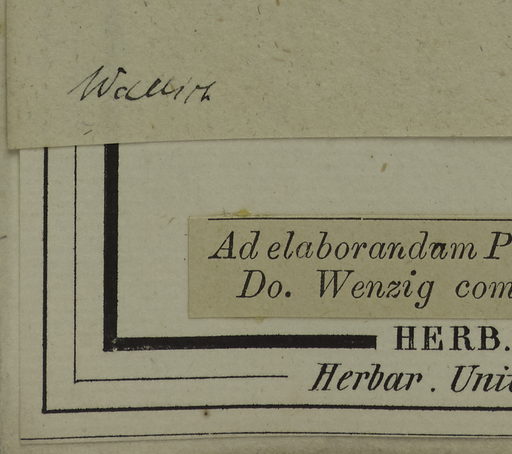 Wallich
Ad elaborandam P
Do. Wenzig com
HERB.
Herbar. Uni